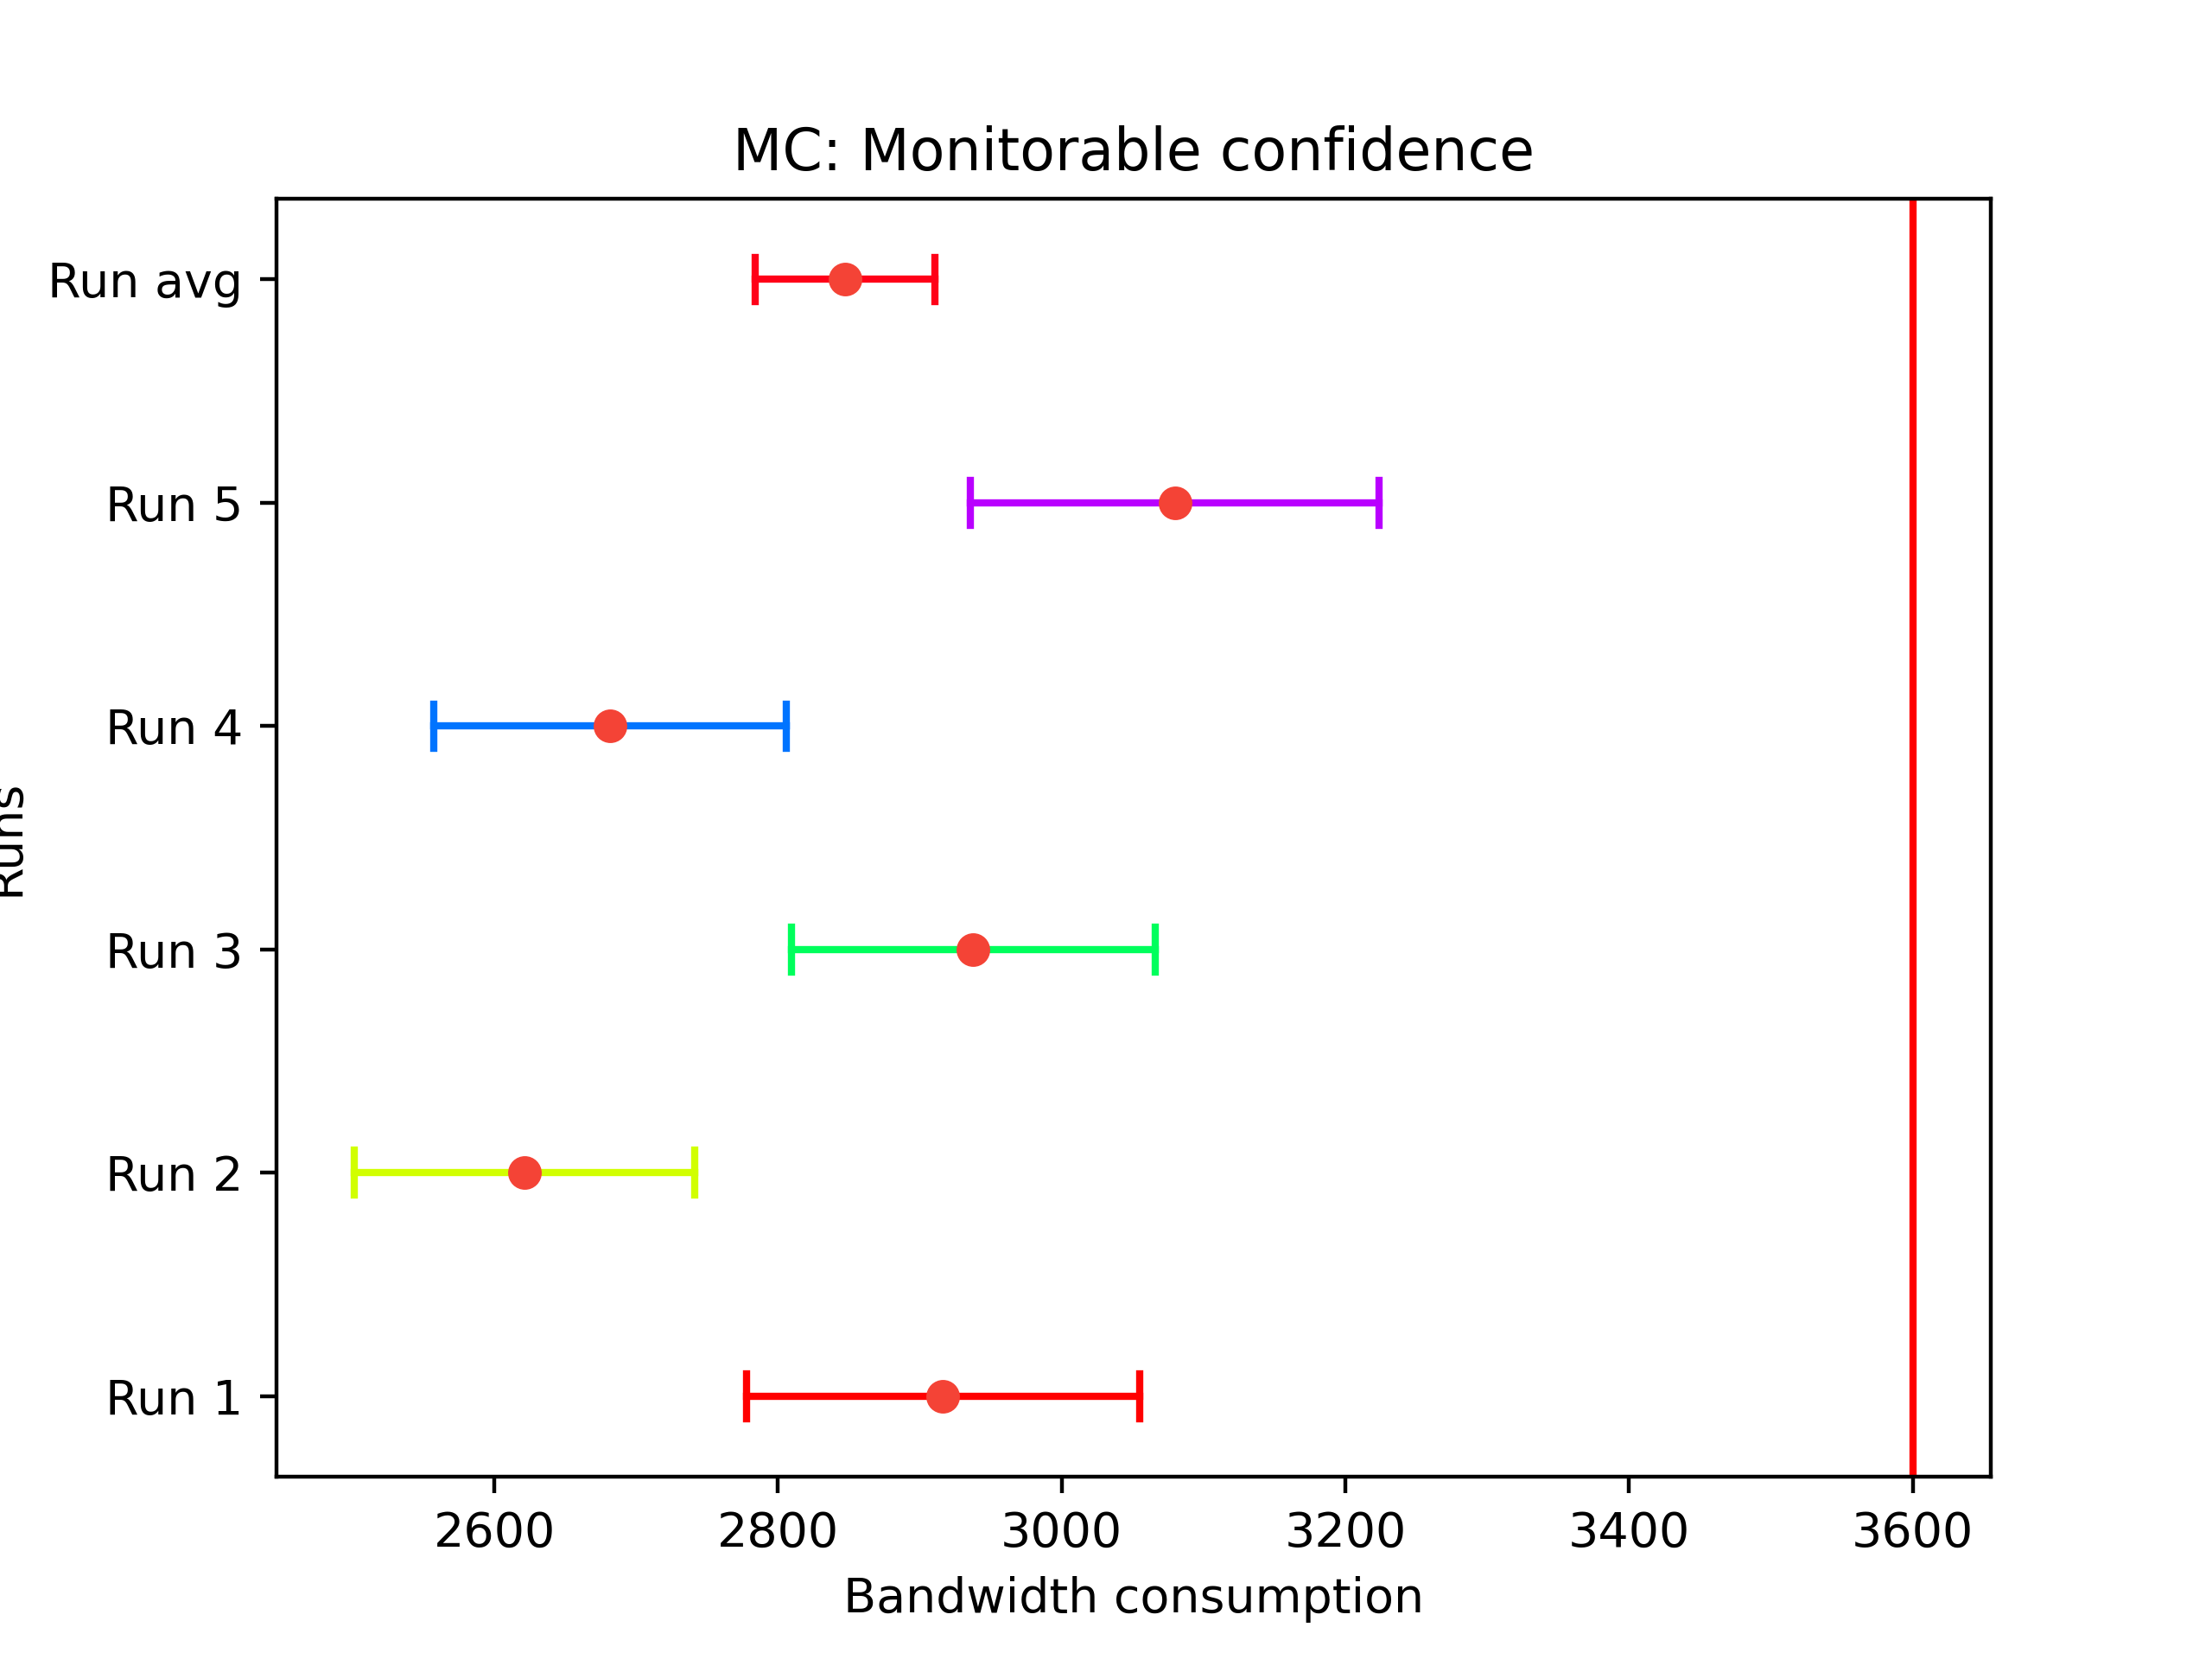 MC: Monitorable confidence
Run avg
Run 5
Run 4
Run 3
Run 2
Run 1
Runs
2600 2800 3000 3200 3400 3600
Bandwidth consumption